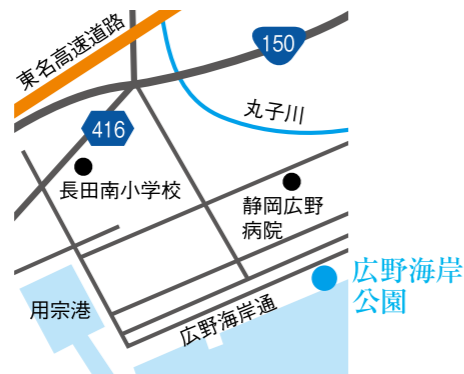 東名高速道路
150
丸子川
416
長田南小学校
静岡広野
病院
広野海岸
公園
用宗港
広野海岸通